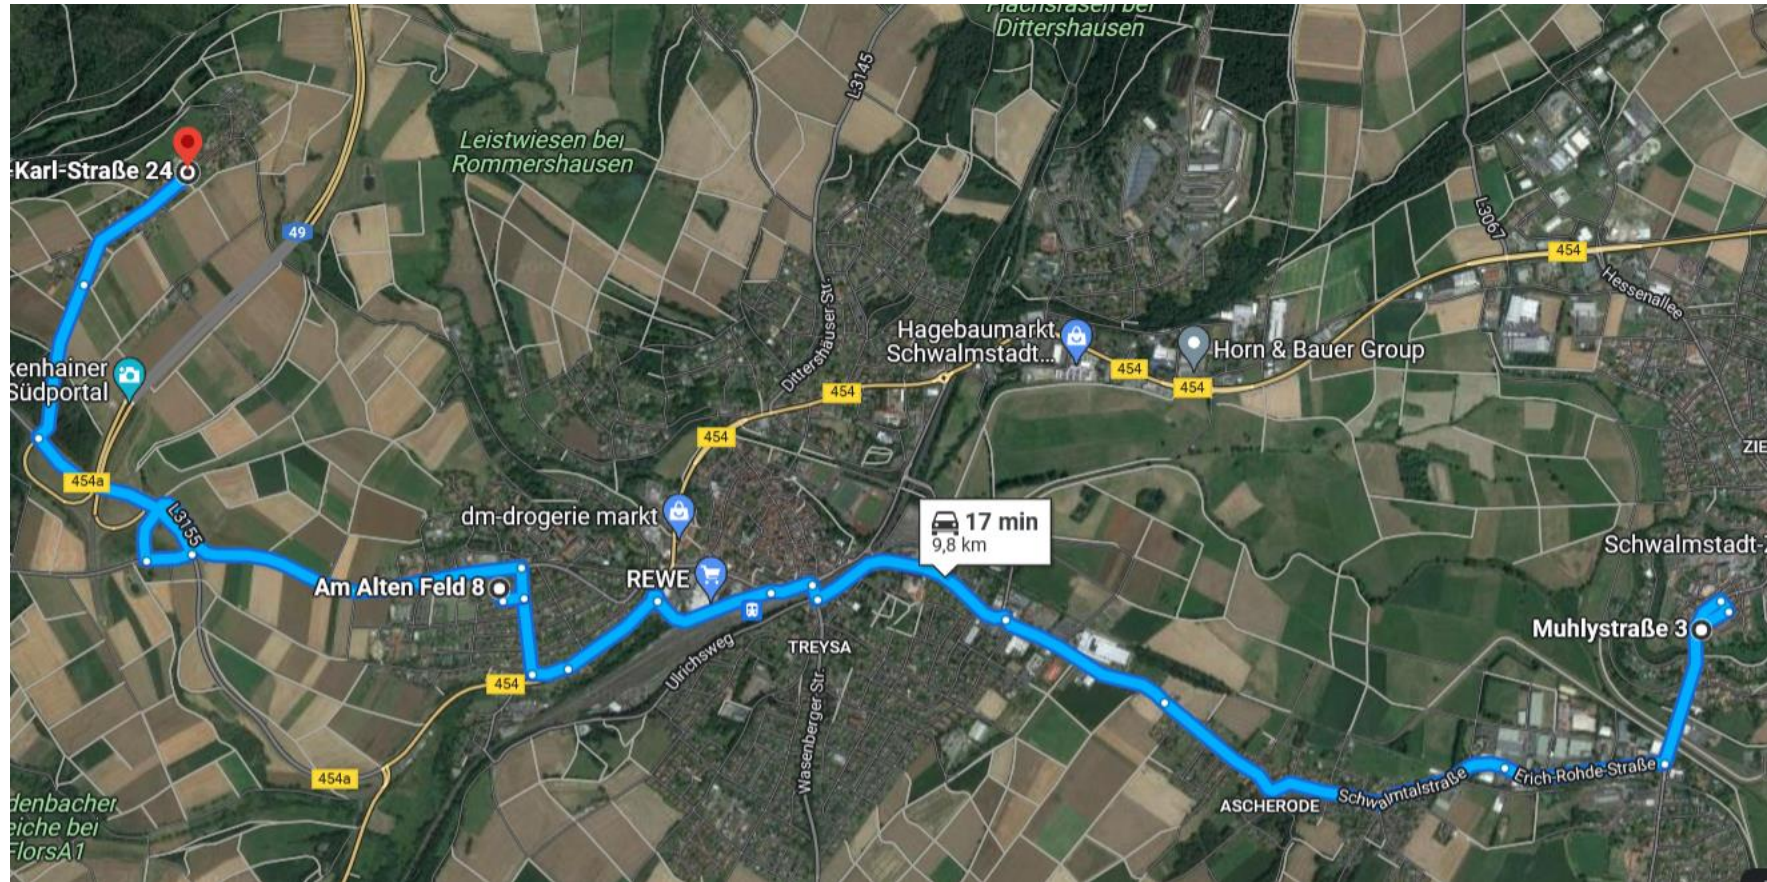 Flachsrasen bei
Dittershausen
L3145
Leistwiesen bei
Rommershausen
-Karl-Straße 24
L3067
49
454
Hessenallee
Dittershäuser-Str.
Hagebaumarkt
Schwalmstadt...
Horn & Bauer Group
454
454
454
kenhainer
Südportal
454
ZIE
454a
L3155
dm-drogerie markt
17 min
9,8 km
Schwalmstadt-Z
Am Alten Feld 8
REWE
Muhlystraße 3
TREYSA
Ulrichsweg
454
Wasenberger-Str.
454a
Erich-Rohde-Straße
Schwalmtalstraße
ASCHERODE
denbacher
eiche bei
FlorsA1